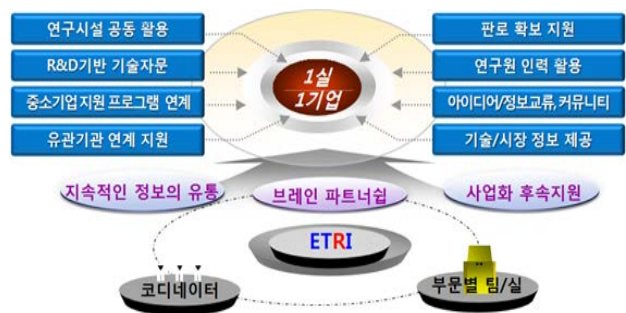 연구시설 공동 활용
R&D기반 기술자문
중소기업 지원 프로그램 연계
유관기관 연계 지원
1실
1기업
판로 확보 지원
연구원 인력 활용
아이디어/정보교류, 커뮤니티
기술/시장 정보 제공
지속적인 정보의 유통
브레인 파트너쉽
사업화 후속지원
ETRI
코디네이터
부문별 팀/실